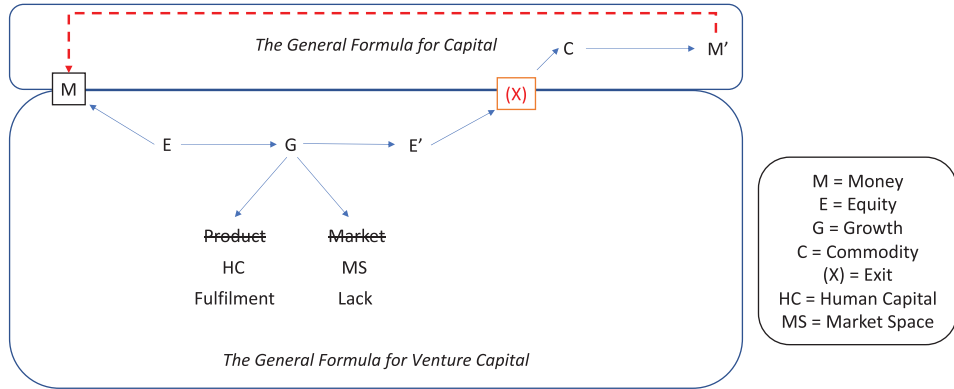 The General Formula for Capital
C
M'
M
(X)
E
G
E'
Product
Market
HC
MS
Fulfilment
Lack
The General Formula for Venture Capital
M = Money
E = Equity
G = Growth
C = Commodity
(X) = Exit
HC = Human Capital
MS = Market Space